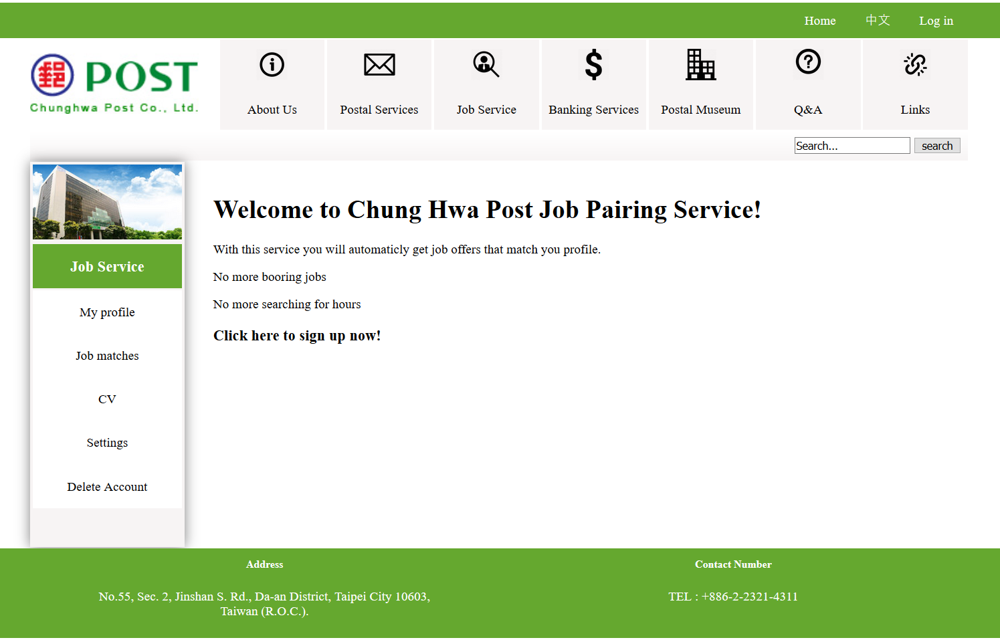 Home 中文 Log in
郵 POST
Chunghwa Post Co., Ltd.
About Us Postal Services Job Service Banking Services Postal Museum Q&A Links
Search... search
Welcome to Chung Hwa Post Job Pairing Service!
With this service you will automaticly get job offers that match you profile.
No more booring jobs
No more searching for hours
Click here to sign up now!
Job Service
My profile
Job matches
CV
Settings
Delete Account
Address
No.55, Sec. 2, Jinshan S. Rd., Da-an District, Taipei City 10603,
Taiwan (R.O.C.).
Contact Number
TEL : +886-2-2321-4311